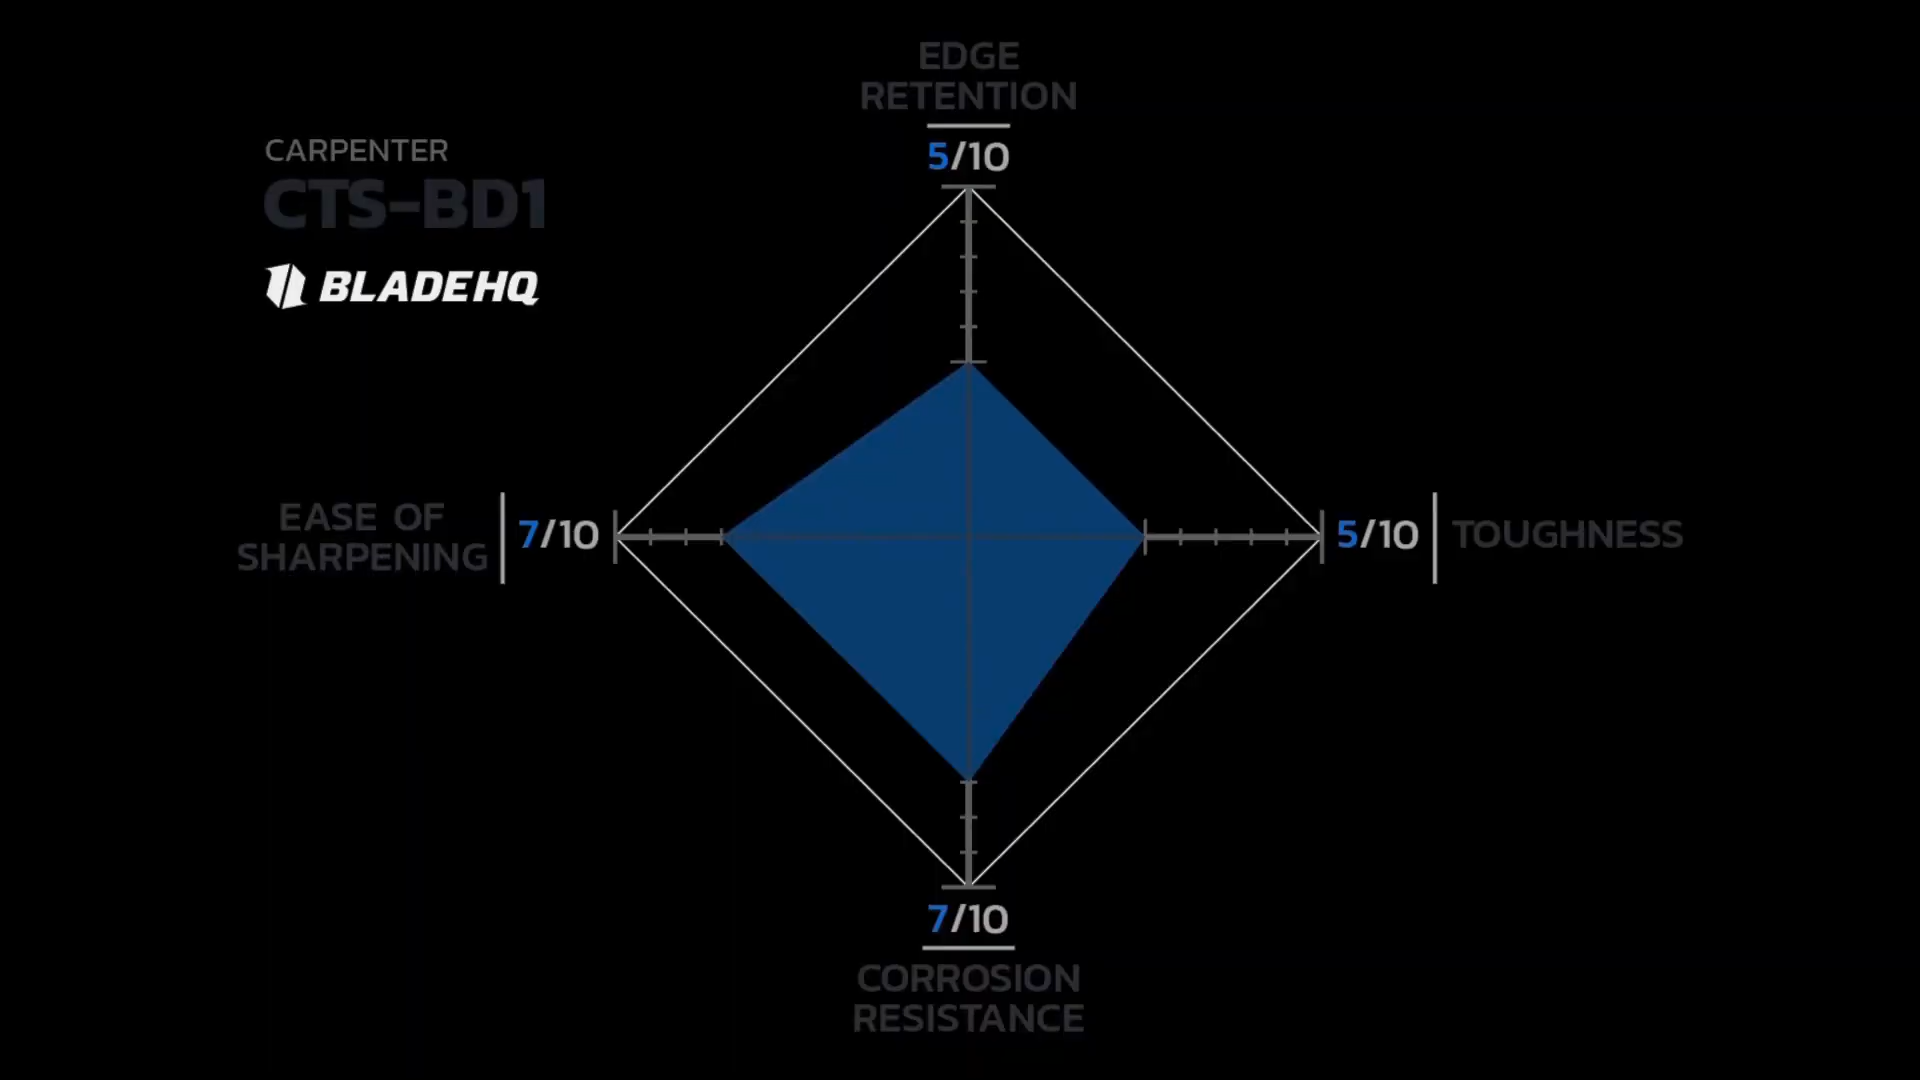 EDGE
RETENTION
5/10
CARPENTER
CTS-BD1
BLADEHQ
EASE OF
SHARPENING
7/10
5/10
TOUGHNESS
7/10
CORROSION
RESISTANCE